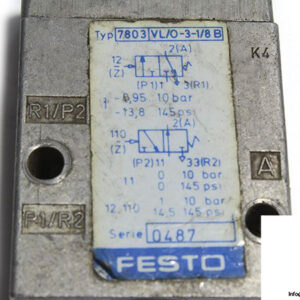 Typ 7803 VL/O-3-1/8 B
2(A)
12
(Z)
K4
(P1)1 3(R1)
1 -0,95 10 bar
-13,8 145 psi
R1/P2
2(A)
110
(Z)
(P2)11 33(R2)
A
11 0 10 bar
0 145 psi
P1/R2
12,110 1 10 bar
14,5 145 psi
Serie 0487
FESTO